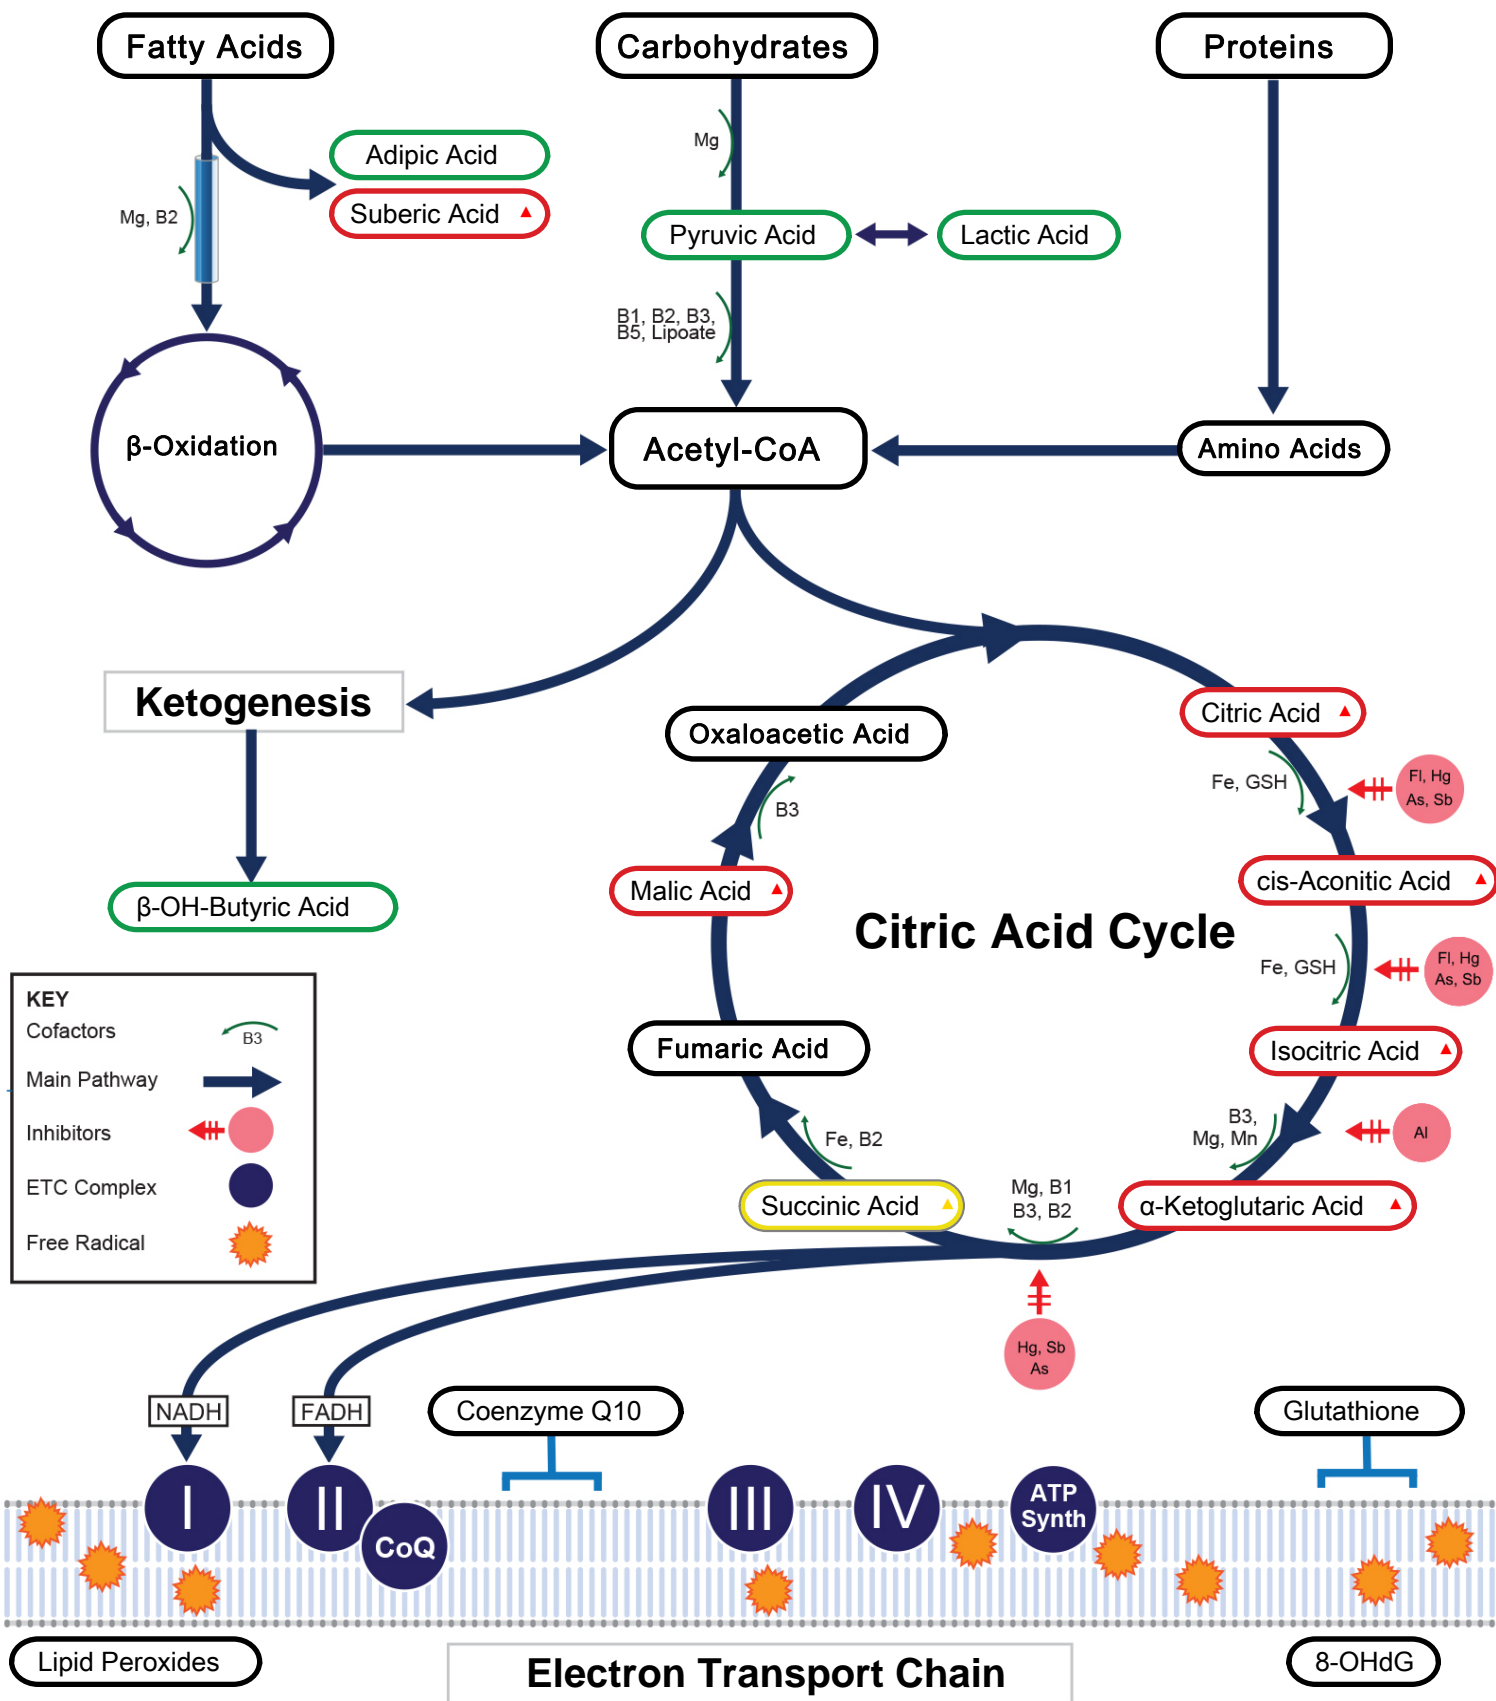 Fatty Acids
Carbohydrates
Proteins
Mg
Adipic Acid
Suberic Acid
Mg, B2
Pyruvic Acid
Lactic Acid
B1, B2, B3,
B5, Lipoate
β-Oxidation
Acetyl-CoA
Amino Acids
Ketogenesis
Oxaloacetic Acid
Citric Acid
Fe, GSH
Fl, Hg
As, Sb
B3
Malic Acid
cis-Aconitic Acid
β-OH-Butyric Acid
Citric Acid Cycle
Fe, GSH
Fl, Hg
As, Sb
KEY
Cofactors
B3
Main Pathway
Inhibitors
ETC Complex
Free Radical
Fumaric Acid
Isocitric Acid
B3,
Mg, Mn
Al
Fe, B2
Succinic Acid
Mg, B1
B3, B2
α-Ketoglutaric Acid
Hg, Sb
As
NADH
FADH
Coenzyme Q10
Glutathione
I
II
CoQ
III
IV
ATP
Synth
Lipid Peroxides
Electron Transport Chain
8-OHdG